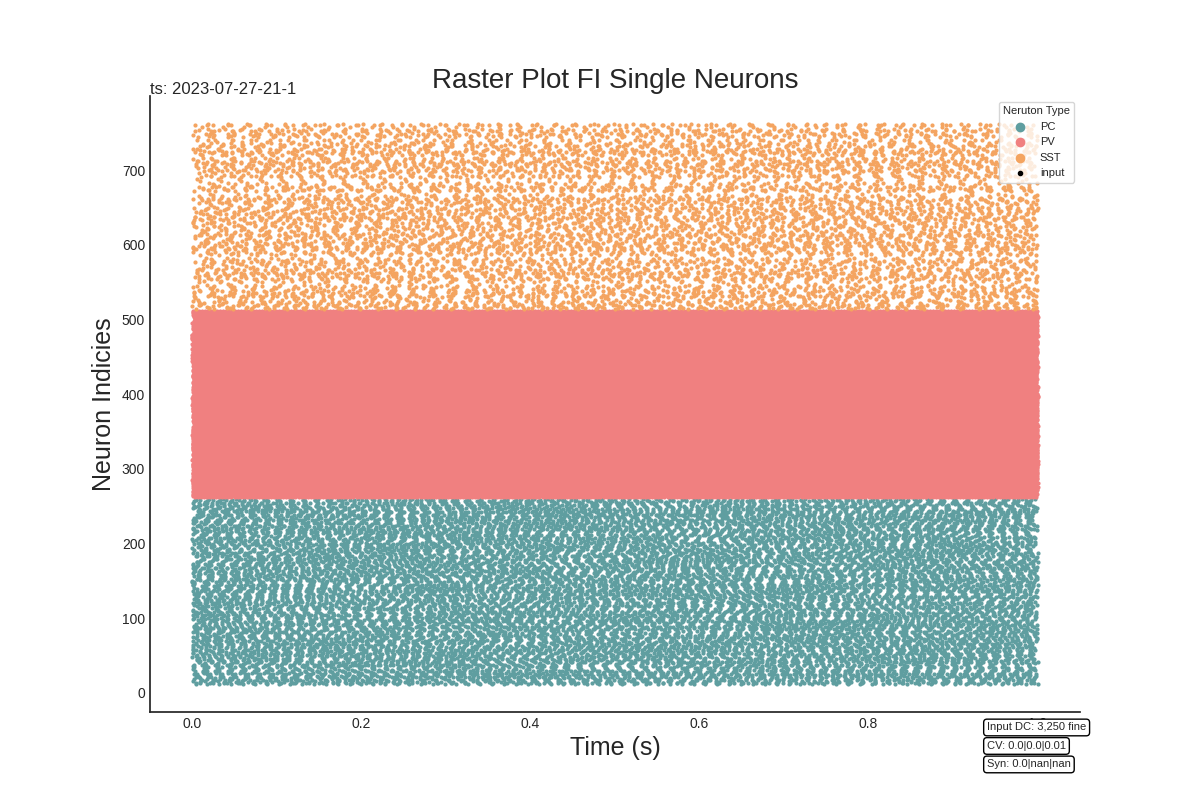 Raster Plot FI Single Neurons
ts: 2023-07-27-21-1
Neruton Type
PC
PV
SST
input
Neuron Indicies
700
600
500
400
300
200
100
0
0.0 0.2 0.4 0.6 0.8
Time (s)
Input DC: 3,250 fine
CV: 0.0|0.0|0.01
Syn: 0.0|nan|nan